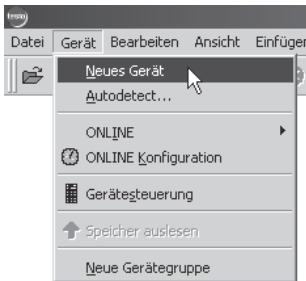 testo
Datei Gerät Bearbeiten Ansicht Einfüger
Neues Gerät
Autodetect...
ONLINE
ONLINE Konfiguration
Gerätesteuerung
Speicher auslesen
Neue Gerätegruppe